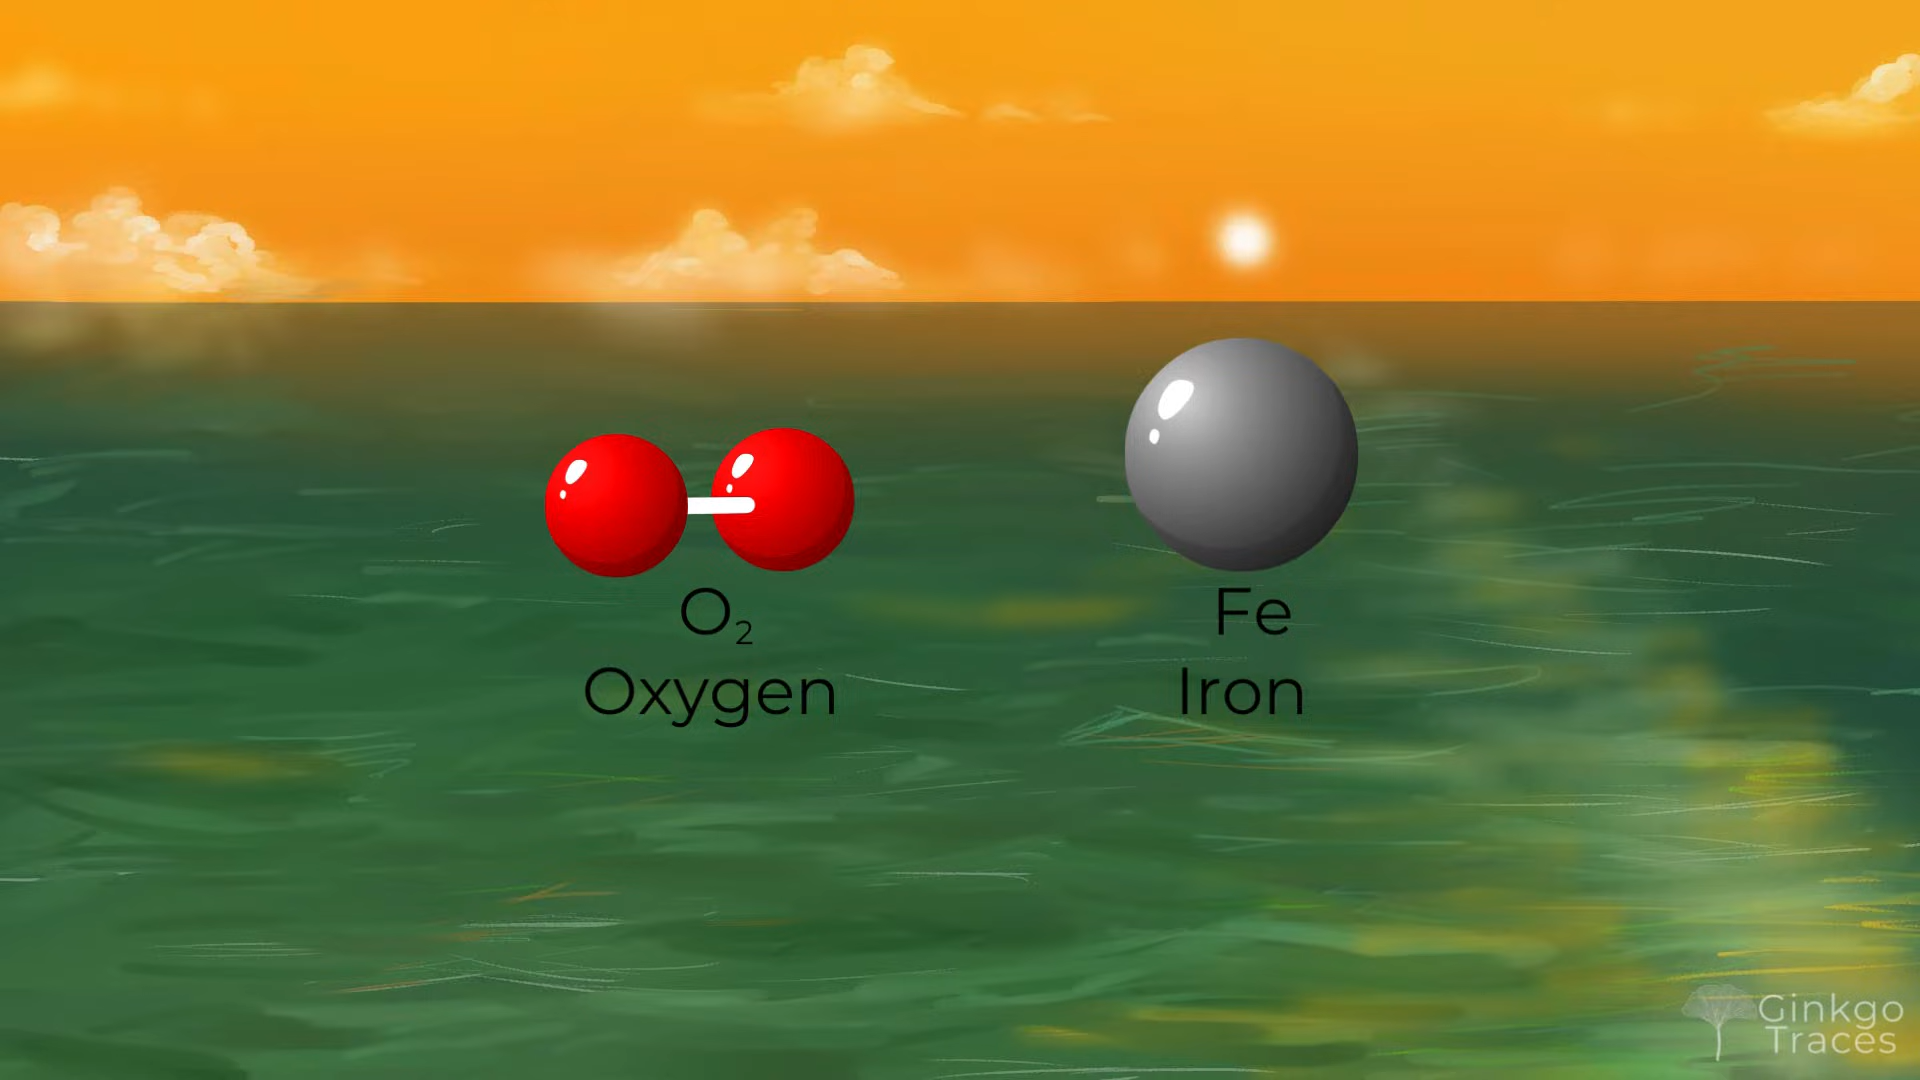 O₂
Oxygen
Fe
Iron
Ginkgo
Traces